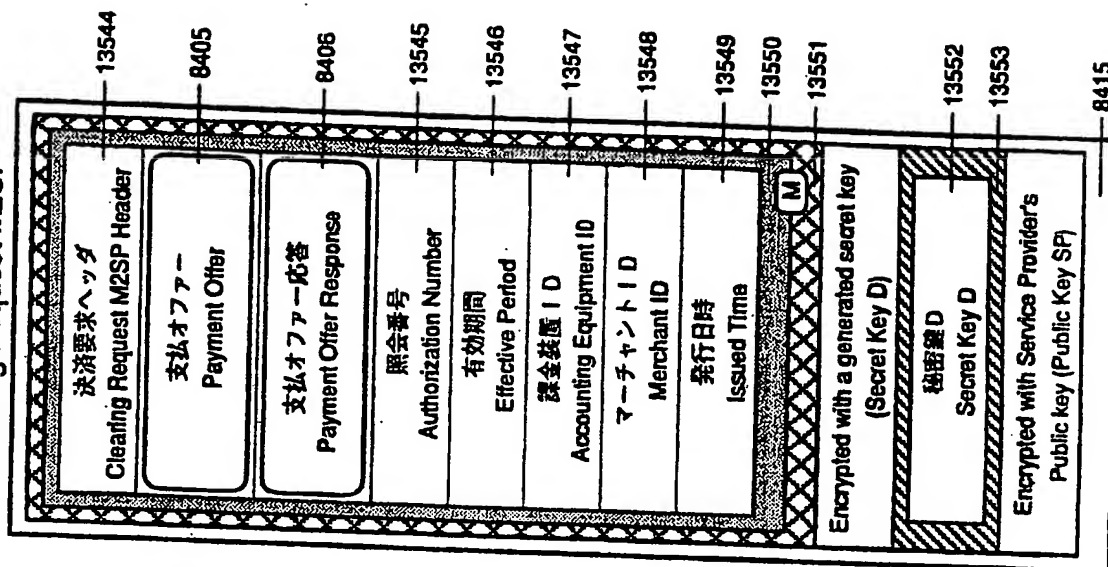 決済要求ヘッダ
Clearing Request M2SP Header
13544
支払オファー
Payment Offer
8405
支払オファー応答
Payment Offer Response
8406
照会番号
Authorization Number
13545
有効期間
Effective Period
13546
課金装置ID
Accounting Equipment ID
13547
マーチャントID
Merchant ID
13548
発行日時
Issued Time
13549
13550
M
13551
Encrypted with a generated secret key
(Secret Key D)
秘密鍵D
Secret Key D
13552
13553
Encrypted with Service Provider's
Public key (Public Key SP)
8415